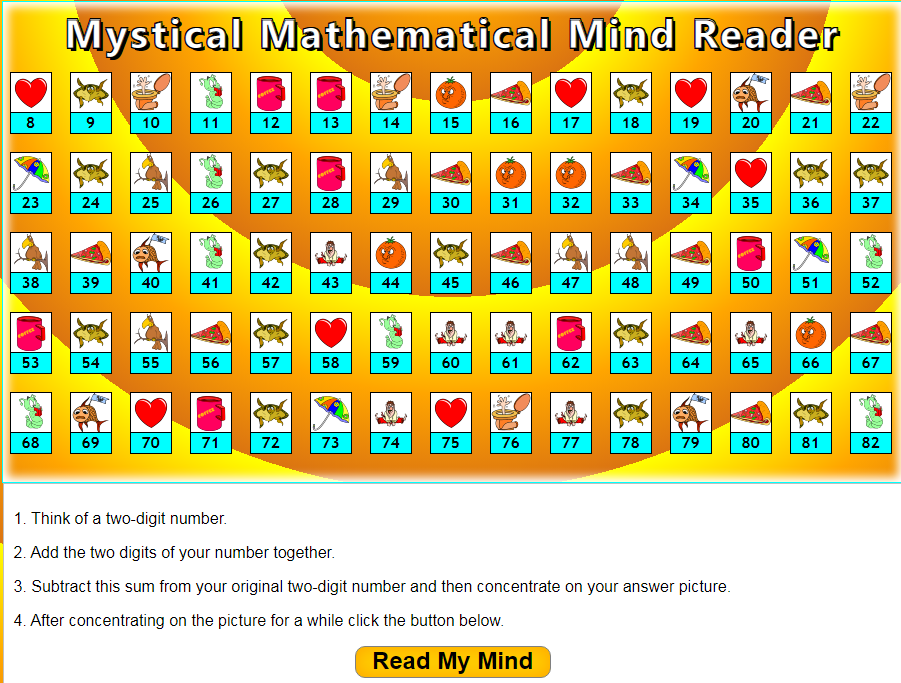 Mystical Mathematical Mind Reader
8 9 10 11 12 13 14 15 16 17 18 19 20 21 22
23 24 25 26 27 28 29 30 31 32 33 34 35 36 37
38 39 40 41 42 43 44 45 46 47 48 49 50 51 52
53 54 55 56 57 58 59 60 61 62 63 64 65 66 67
68 69 70 71 72 73 74 75 76 77 78 79 80 81 82
1. Think of a two-digit number.
2. Add the two digits of your number together.
3. Subtract this sum from your original two-digit number and then concentrate on your answer picture.
4. After concentrating on the picture for a while click the button below.
Read My Mind